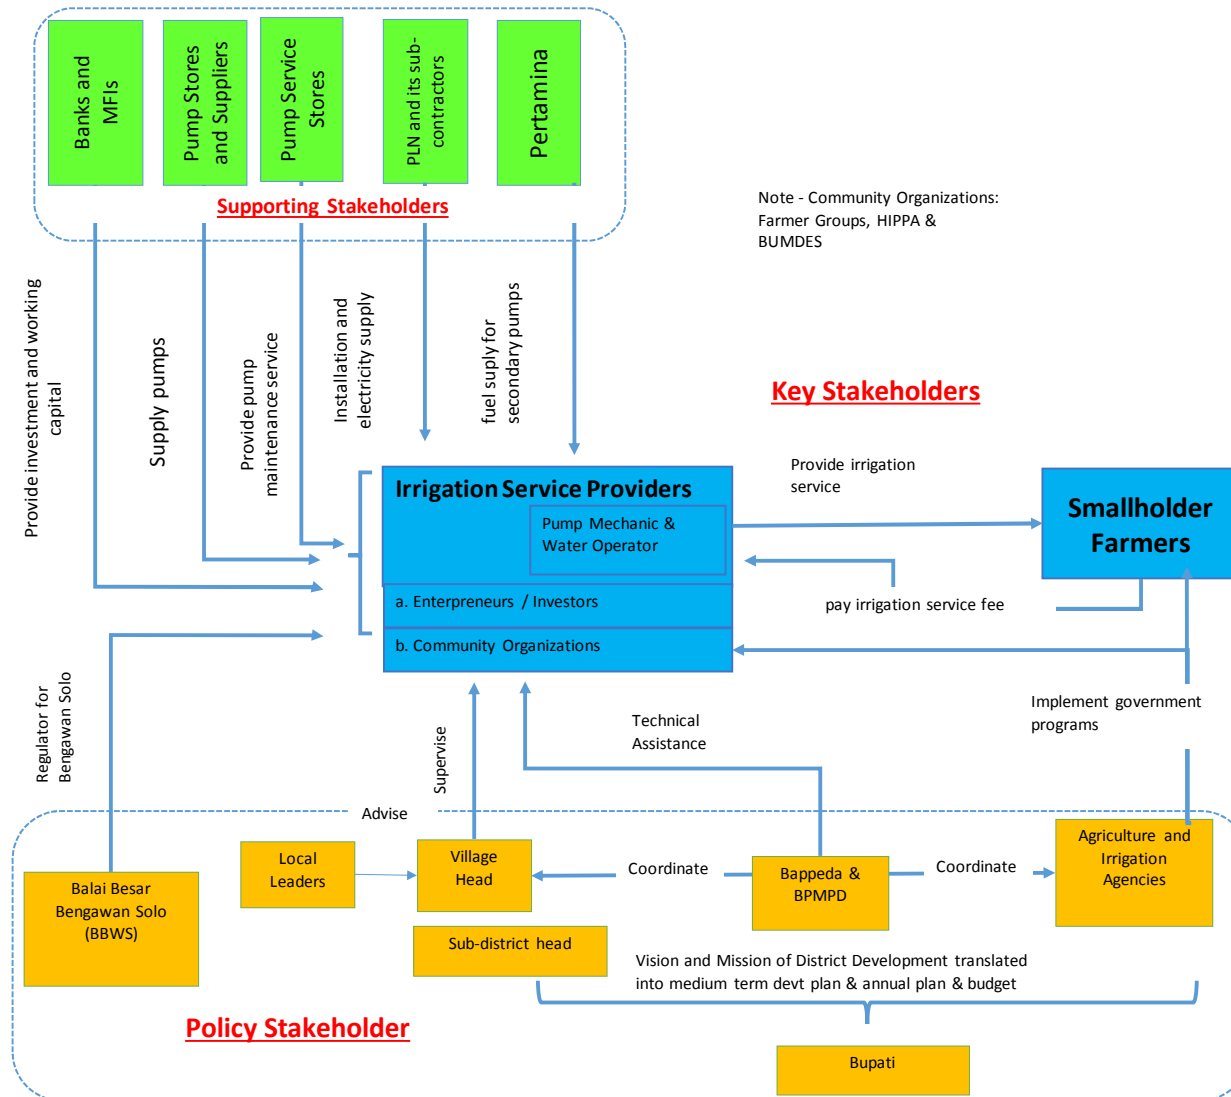 Banks and
MFIs
Pump Stores
and Suppliers
Pump Service
Stores
PLN and its sub-
contractors
Pertamina
Supporting Stakeholders
Note - Community Organizations:
Farmer Groups, HIPPA &
BUMDES
Provide investment and working
capital
Supply pumps
Provide pump
maintenance service
Installation and
electricity supply
fuel suply for
secondary pumps
Key Stakeholders
Irrigation Service Providers
Pump Mechanic &
Water Operator
a. Enterpreneurs / Investors
b. Community Organizations
Provide irrigation
service
Smallholder
Farmers
pay irrigation service fee
Regulator for
Bengawan Solo
Supervise
Technical
Assistance
Implement government
programs
Advise
Balai Besar
Bengawan Solo
(BBWS)
Local
Leaders
Village
Head
Coordinate
Bappeda &
BPMPD
Coordinate
Agriculture and
Irrigation
Agencies
Sub-district head
Vision and Mission of District Development translated
into medium term devt plan & annual plan & budget
Policy Stakeholder
Bupati